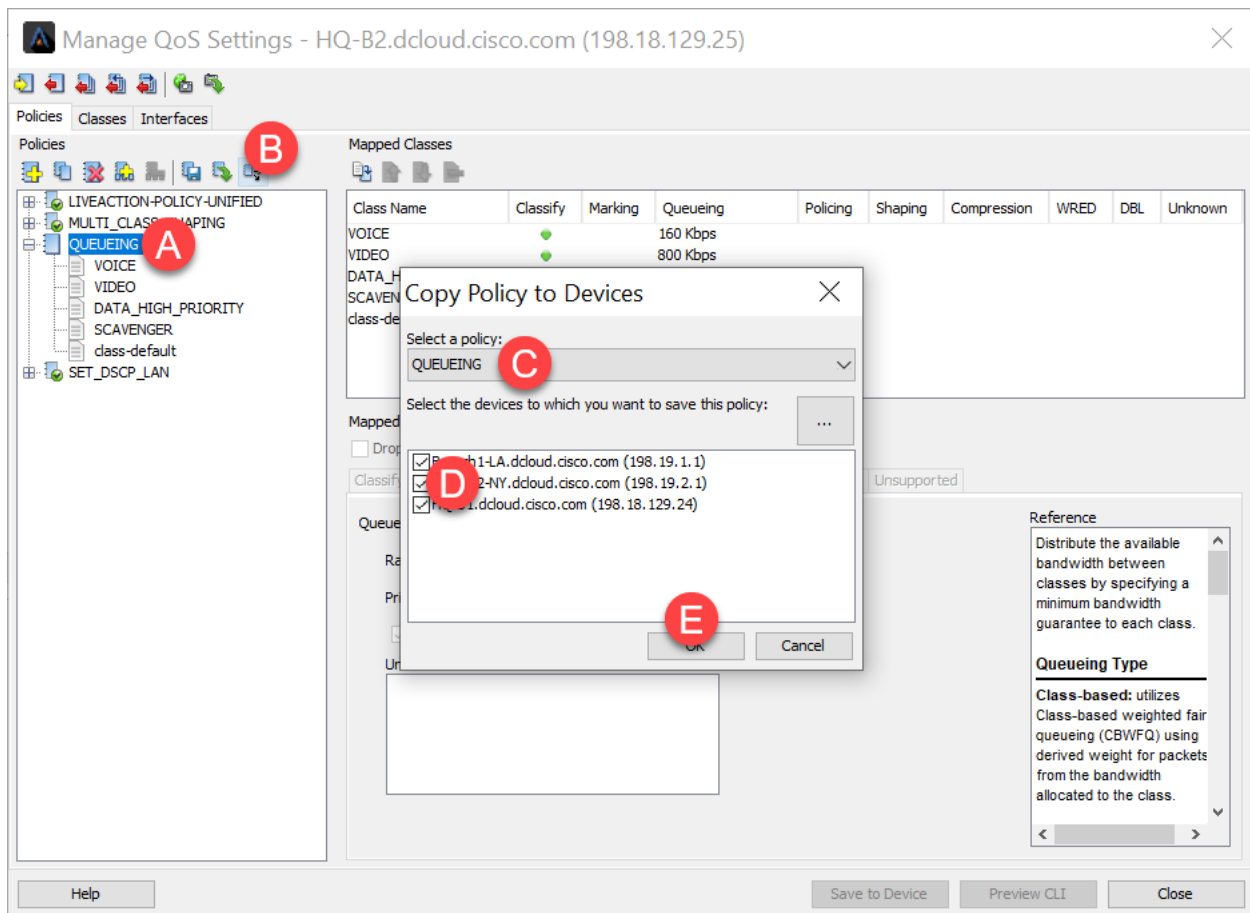 Manage QoS Settings - HQ-B2.dcloud.cisco.com (198.18.129.25)
Policies Classes Interfaces
Policies
B
Mapped Classes
LIVEACTION-POLICY-UNIFIED
MULTI_CLASS_SHAPING
QUEUEING
A
VOICE
VIDEO
DATA_HIGH_PRIORITY
SCAVENGER
class-default
SET_DSCP_LAN
Class Name Classify Marking Queueing Policing Shaping Compression WRED DBL Unknown
VOICE 160 Kbps
VIDEO 800 Kbps
DATA_H
SCAVEN
class-de
Copy Policy to Devices
Select a policy:
QUEUEING
C
Select the devices to which you want to save this policy:
...
h1-LA.dcloud.cisco.com (198.19.1.1)
D
2-NY.dcloud.cisco.com (198.19.2.1)
1.dcloud.cisco.com (198.18.129.24)
E
OK Cancel
Mapped
Drop
Classify
Unsupported
Queue
Ra
Pri
Un
Reference
Distribute the available
bandwidth between
classes by specifying a
minimum bandwidth
guarantee to each class.
Queueing Type
Class-based: utilizes
Class-based weighted fair
queueing (CBWFQ) using
derived weight for packets
from the bandwidth
allocated to the class.
Help Save to Device Preview CLI Close